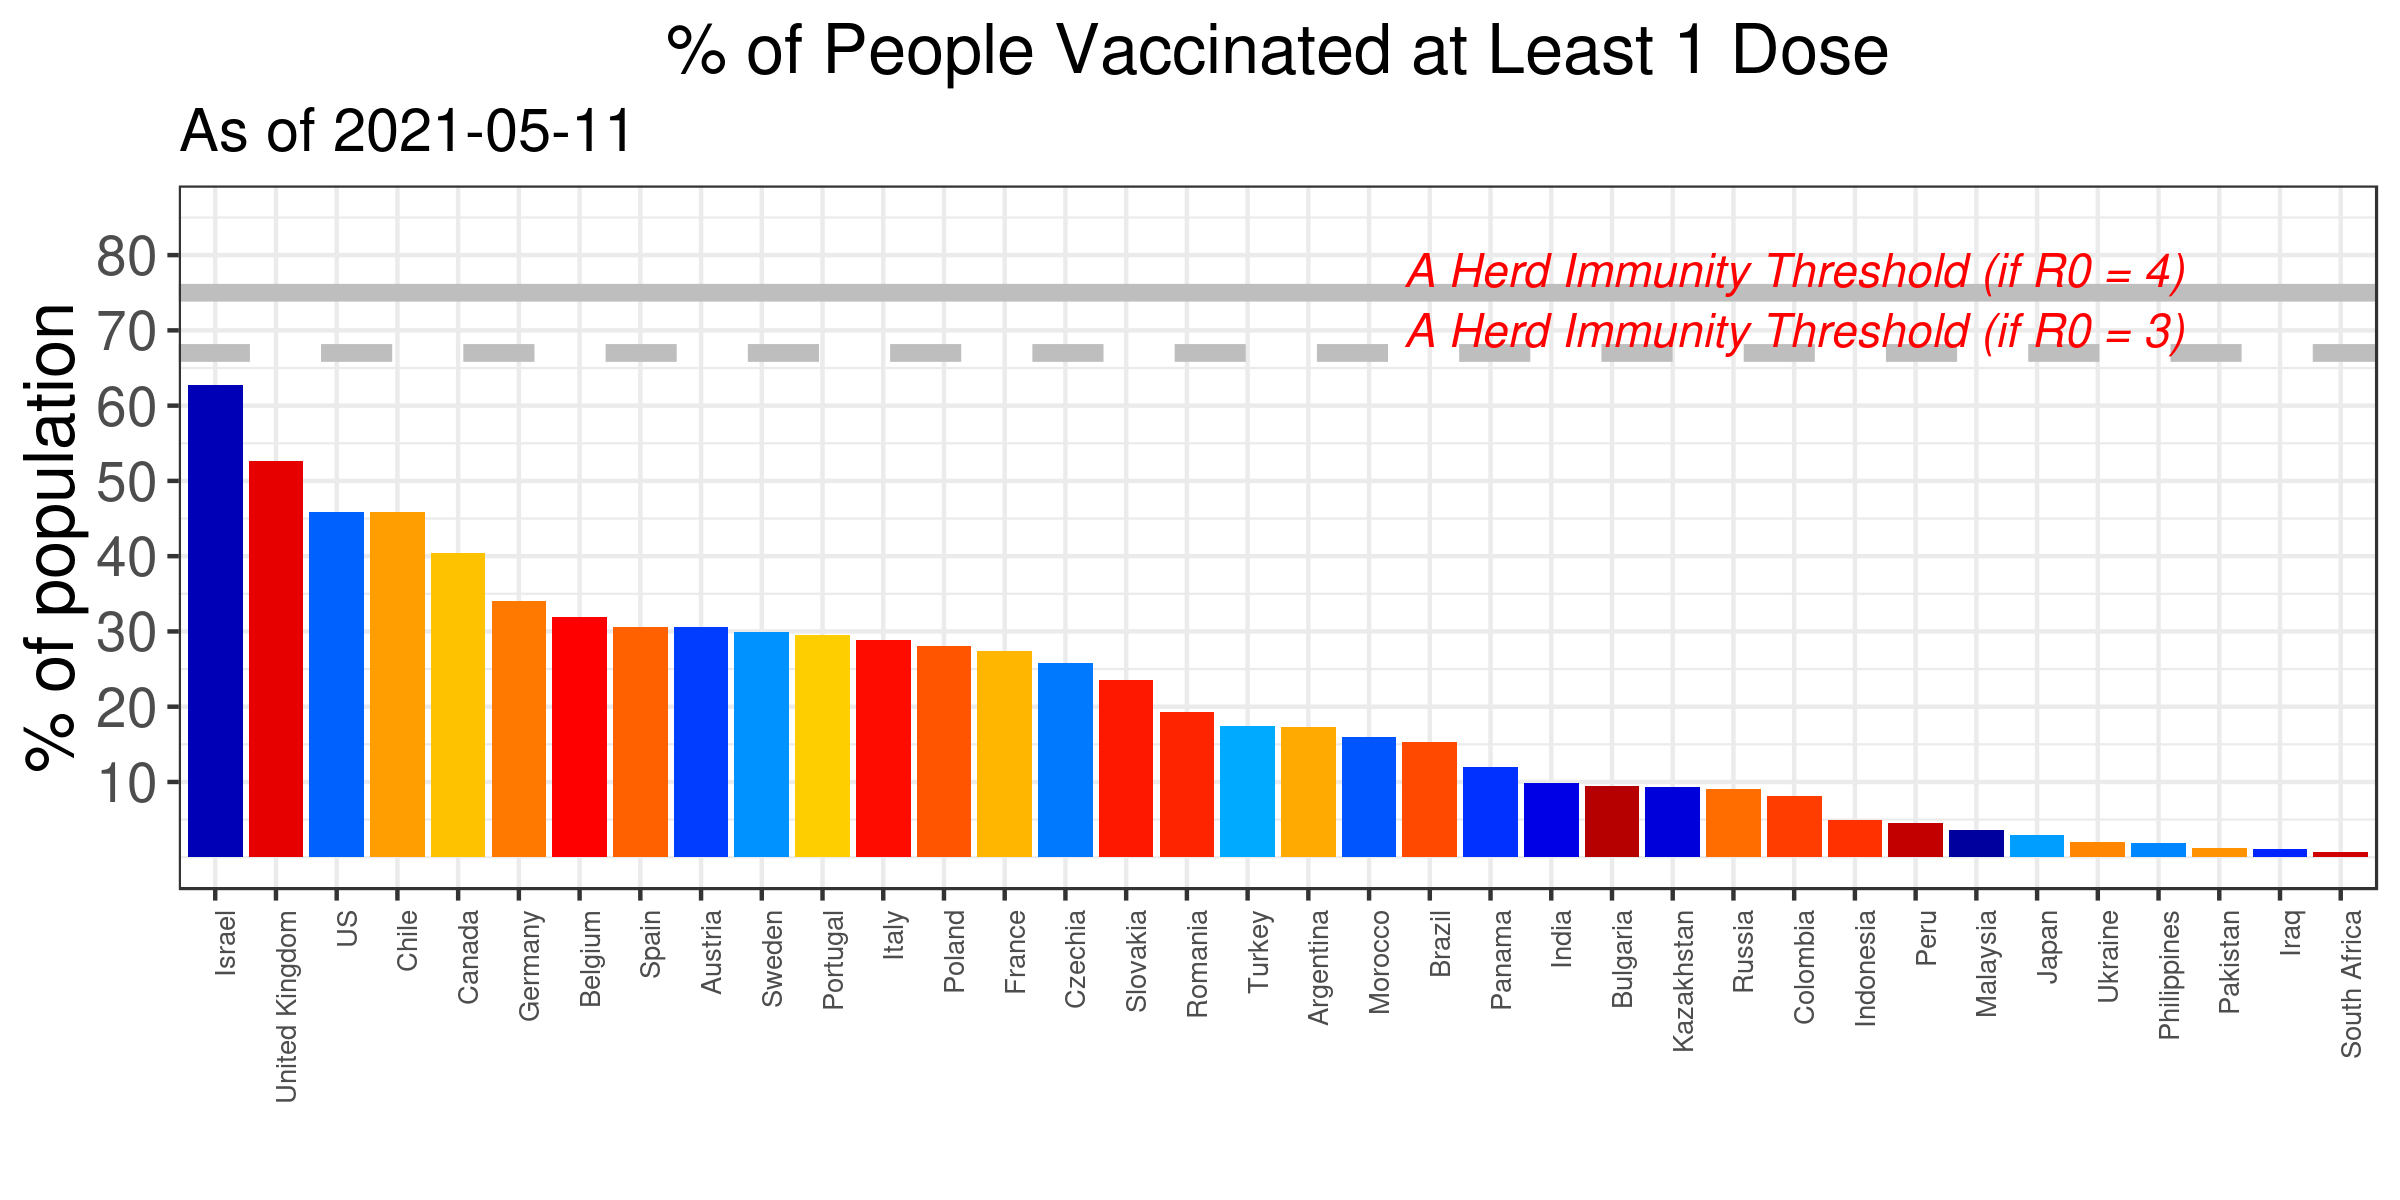 % of People Vaccinated at Least 1 Dose
As of 2021-05-11
% of population
80
70
60
50
40
30
20
10
A Herd Immunity Threshold (if R0 = 4)
A Herd Immunity Threshold (if R0 = 3)
Israel
United Kingdom
US
Chile
Canada
Germany
Belgium
Spain
Austria
Sweden
Portugal
Italy
Poland
France
Czechia
Slovakia
Romania
Turkey
Argentina
Morocco
Brazil
Panama
India
Bulgaria
Kazakhstan
Russia
Colombia
Indonesia
Peru
Malaysia
Japan
Ukraine
Philippines
Pakistan
Iraq
South Africa